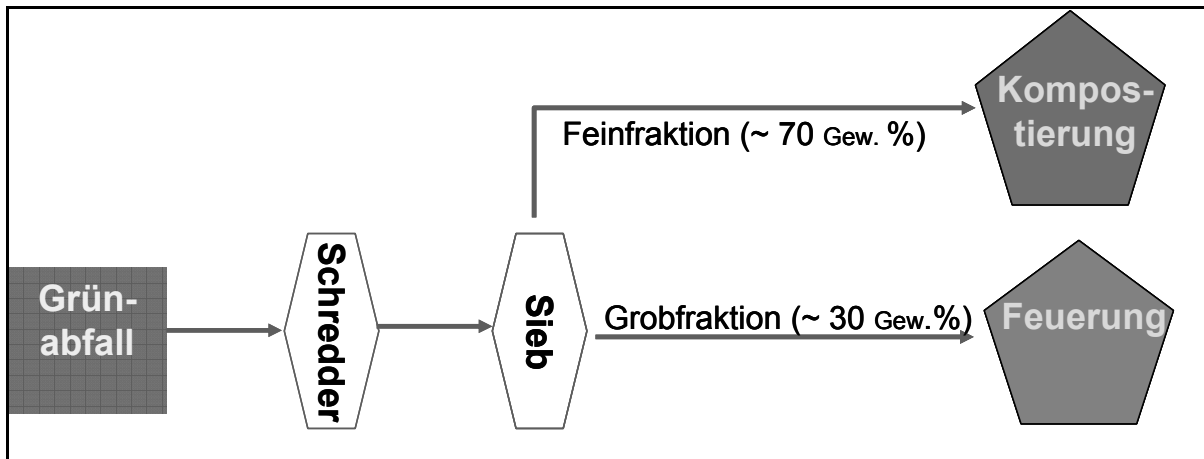 Grün-
abfall
Schredder
Sieb
Feinfraktion (~ 70 Gew. %)
Kompos-
tierung
Grobfraktion (~ 30 Gew.%)
Feuerung